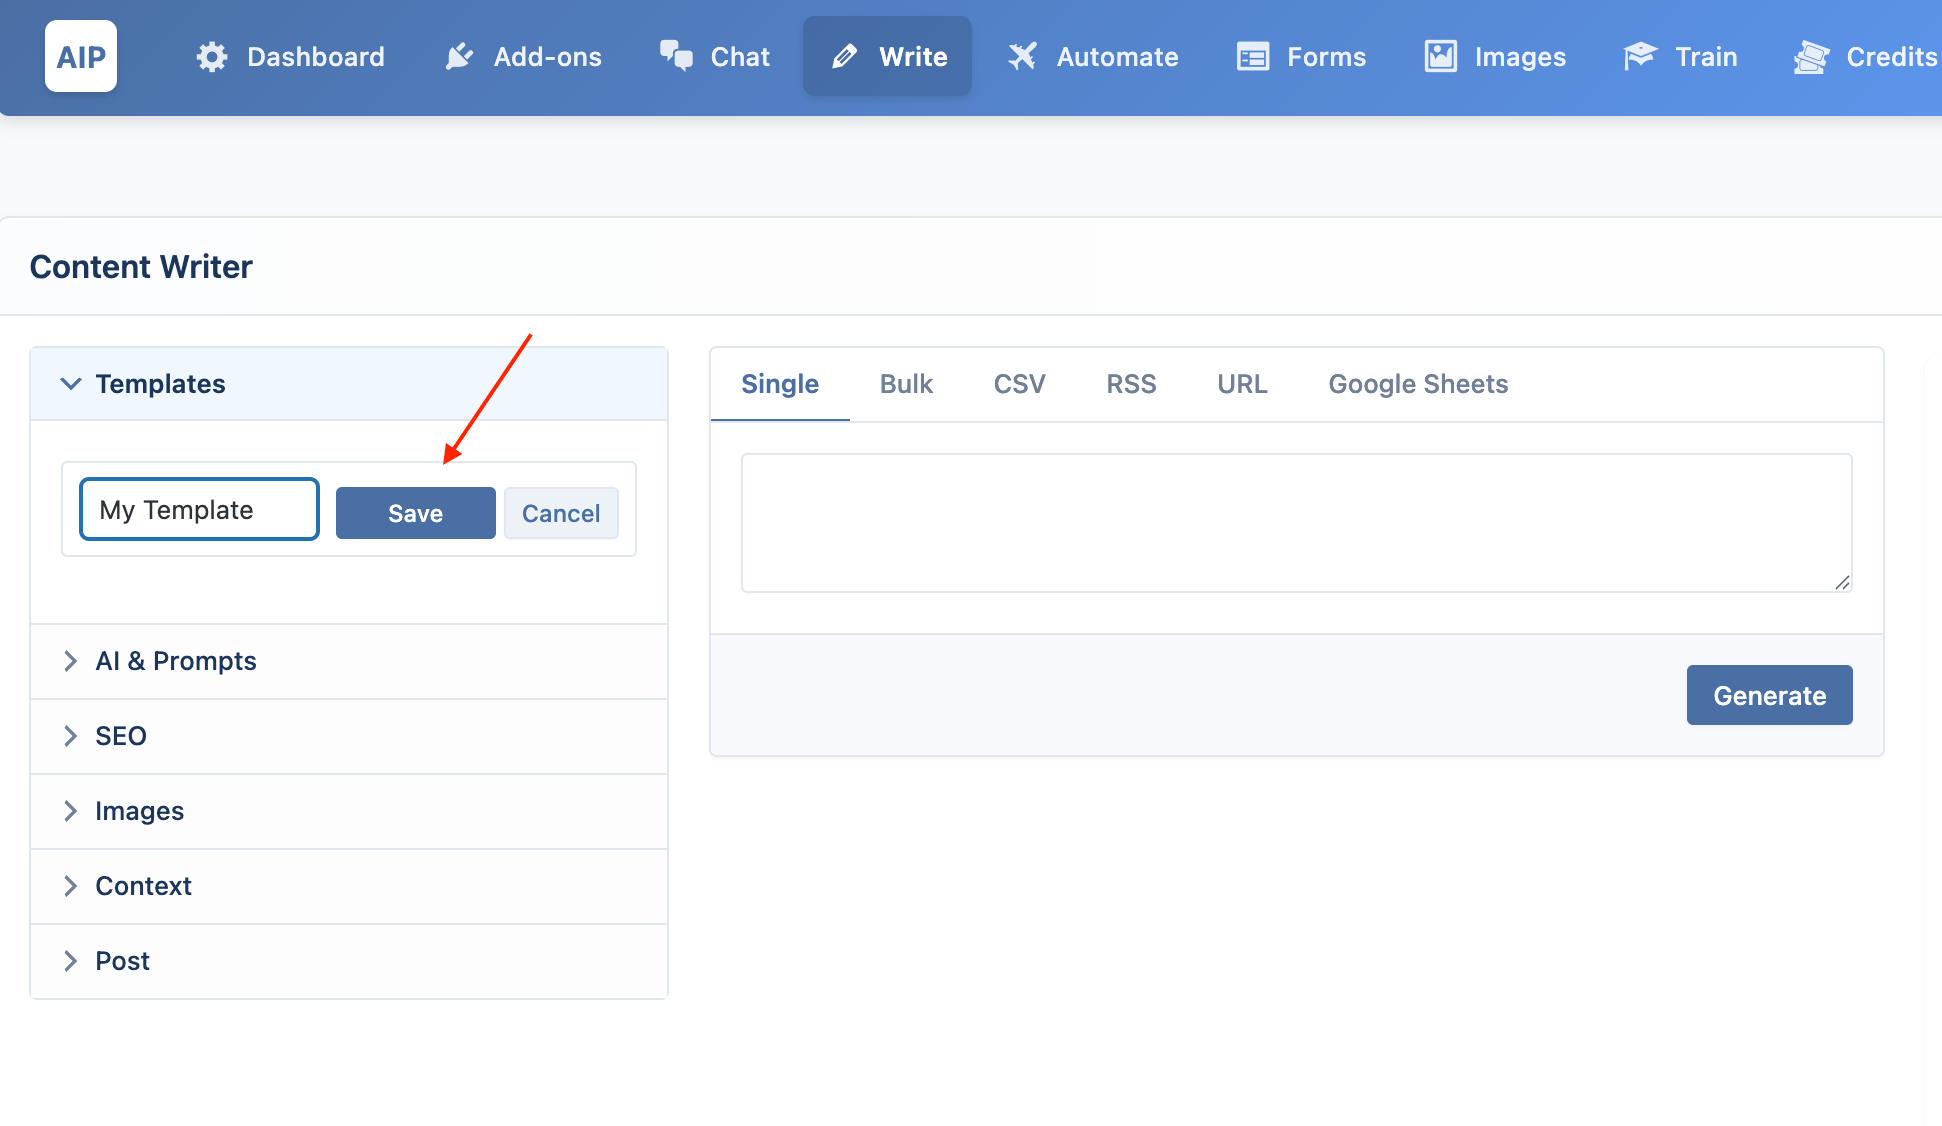 AIP Dashboard Add-ons Chat Write Automate Forms Images Train Credits
Content Writer
Templates
My Template Save Cancel
AI & Prompts
SEO
Images
Context
Post
Single Bulk CSV RSS URL Google Sheets
Generate